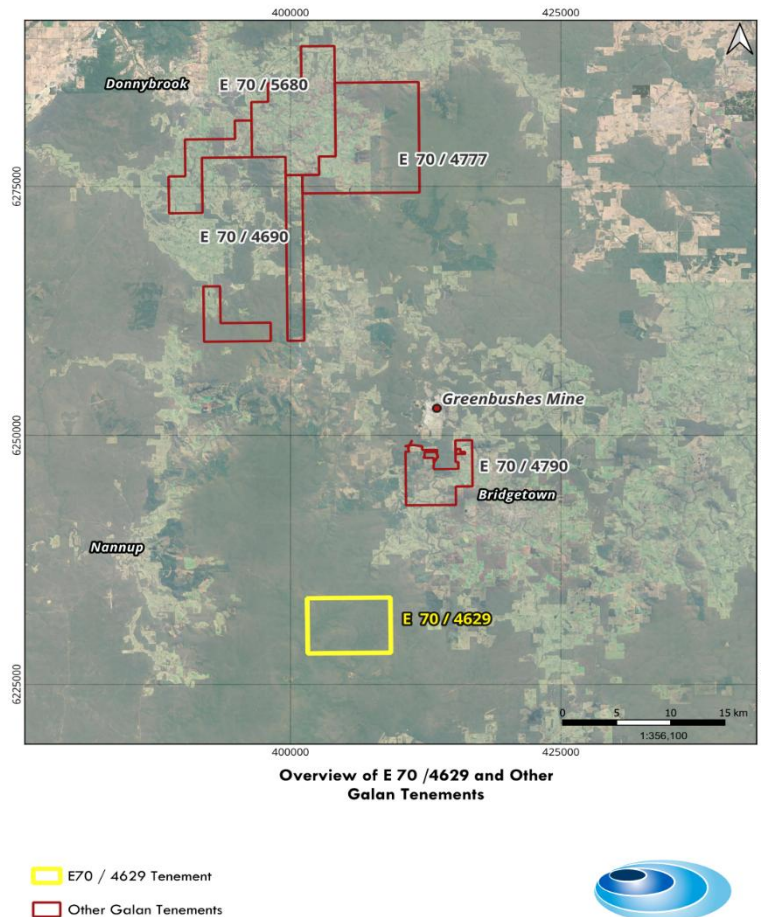 400000 425000
Donnybrook
E 70 / 5680
E 70 / 4777
6275000
E 70 / 4690
Greenbushes Mine
6250000
E 70 / 4790
Bridgetown
Nannup
E 70 / 4629
6225000
0 5 10 15 km
1:356,100
400000 425000
Overview of E 70 /4629 and Other
Galan Tenements
E70 / 4629 Tenement
Other Galan Tenements